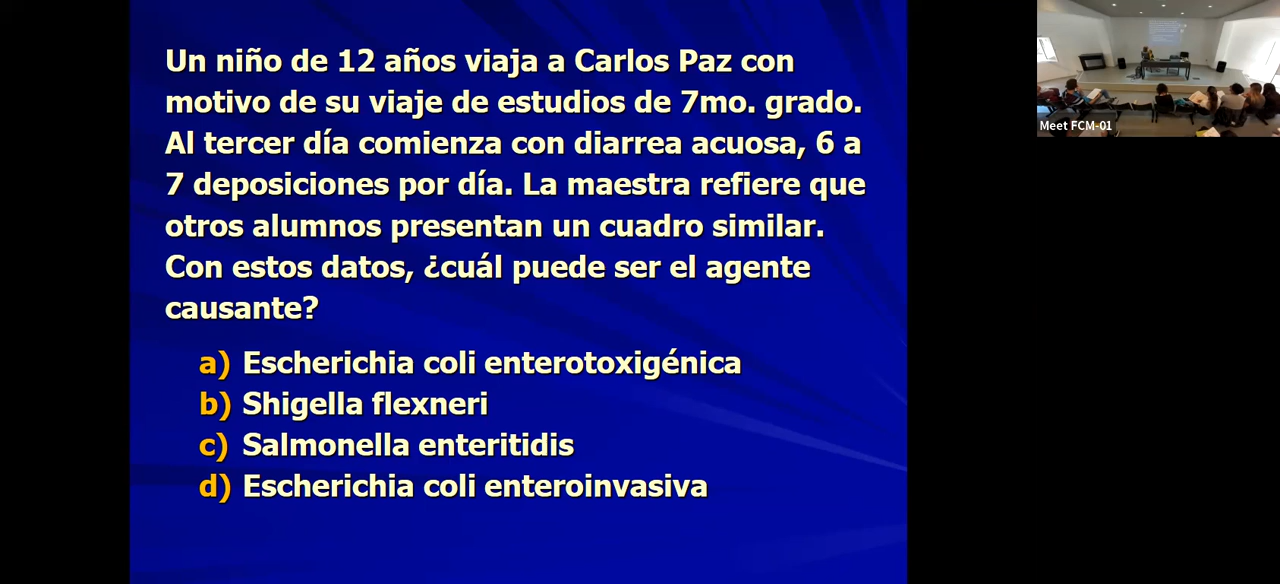 Un niño de 12 años viaja a Carlos Paz con
motivo de su viaje de estudios de 7mo. grado.
Al tercer día comienza con diarrea acuosa, 6 a
7 deposiciones por día. La maestra refiere que
otros alumnos presentan un cuadro similar.
Con estos datos, ¿cuál puede ser el agente
causante?
a) Escherichia coli enterotoxigénica
b) Shigella flexneri
c) Salmonella enteritidis
d) Escherichia coli enteroinvasiva
Meet FCM-01